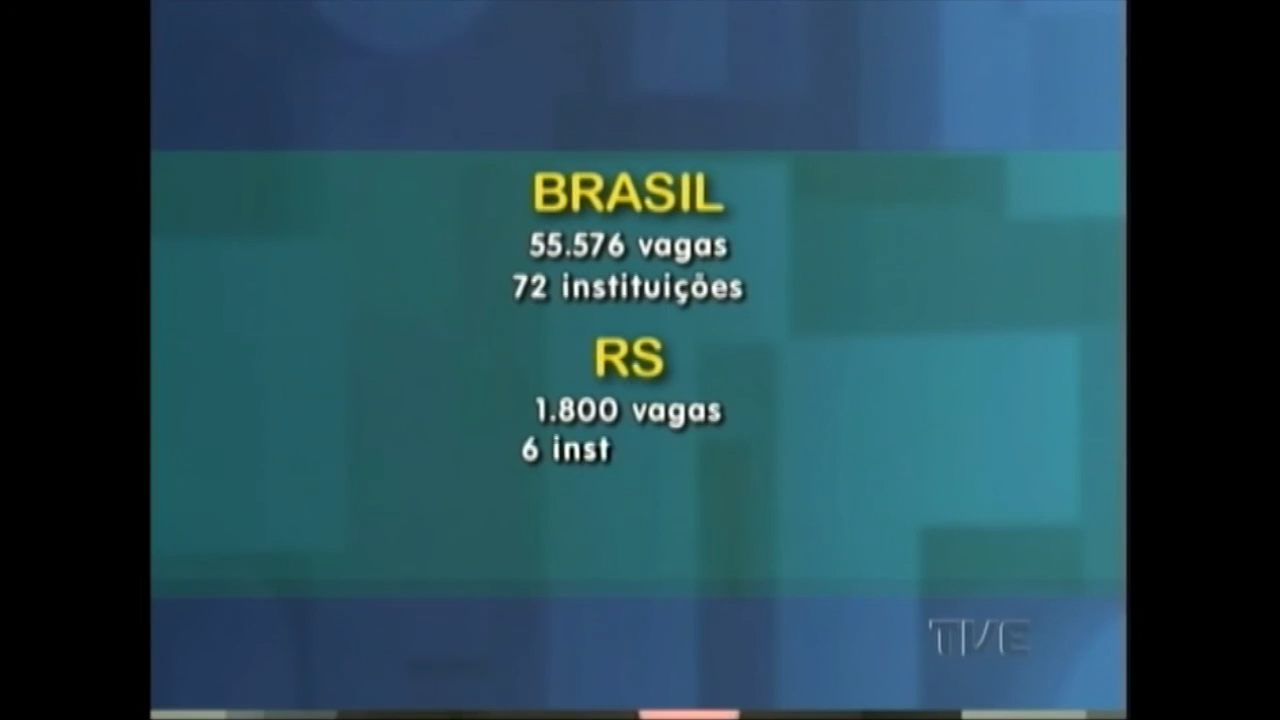 BRASIL
55.576 vagas
72 instituições
RS
1.800 vagas
6 inst
TVE